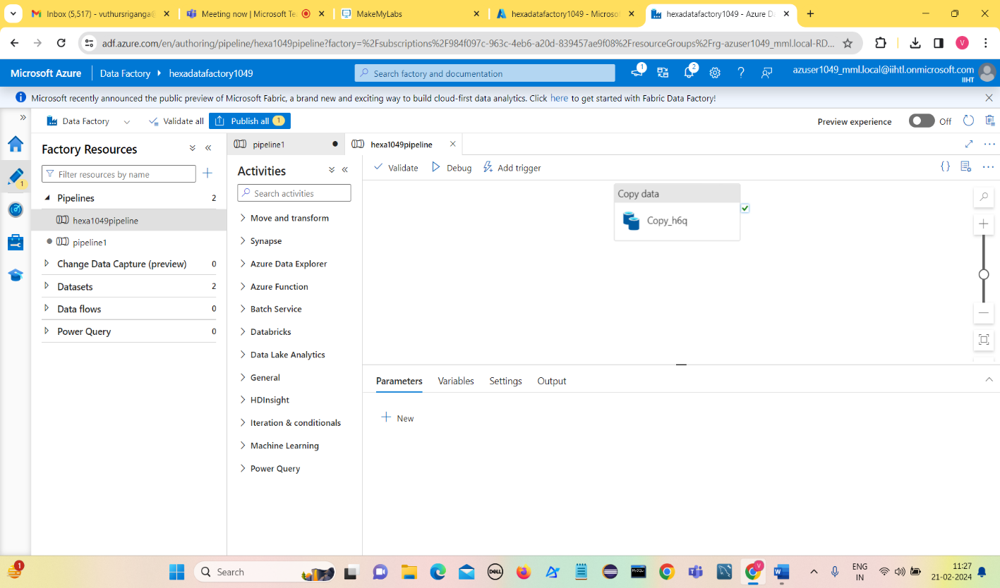 Inbox (5,517) - vuthursriganga@
Meeting now | Microsoft Te
MakeMyLabs
hexadatafactory1049 - Microsof
hexadatafactory1049 - Azure Da
adf.azure.com/en/authoring/pipeline/hexa1049pipeline?factory=%2Fsubscriptions%2F984f097c-963c-4eb6-a20d-839457ae9f08%2FresourceGroups%2Frg-azuser1049_mml.local-RD...
V
Microsoft Azure
Data Factory
hexadatafactory1049
Search factory and documentation
1
2
azuser1049_mml.local@iihtl.onmicrosoft.com
IIHT
Microsoft recently announced the public preview of Microsoft Fabric, a brand new and exciting way to build cloud-first data analytics. Click here to get started with Fabric Data Factory!
Data Factory
Validate all
Publish all 1
Preview experience
Off
Factory Resources
Filter resources by name
1
Pipelines 2
hexa1049pipeline
pipeline1
Change Data Capture (preview) 0
Datasets 2
Data flows 0
Power Query 0
pipeline1
hexa1049pipeline
Activities
Search activities
Move and transform
Synapse
Azure Data Explorer
Azure Function
Batch Service
Databricks
Data Lake Analytics
General
HDInsight
Iteration & conditionals
Machine Learning
Power Query
Validate
Debug
Add trigger
Copy data
Copy_h6q
Parameters
Variables
Settings
Output
New
1
Search
DELL
MySQL
V
ENG
IN
11:27
21-02-2024